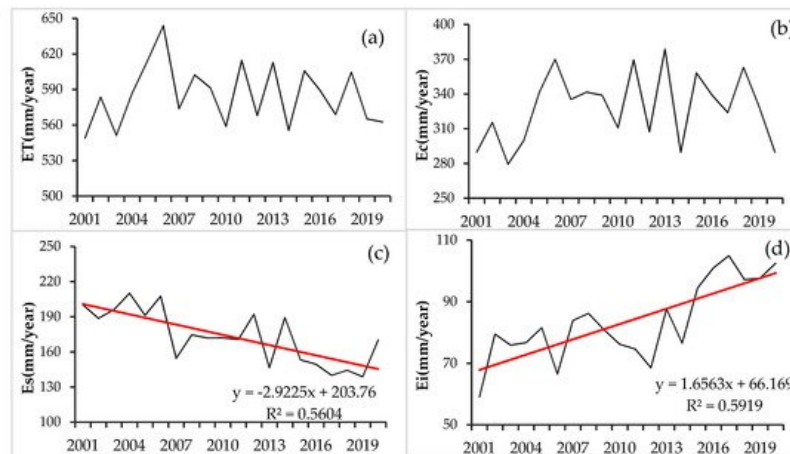 (a)
ET(mm/year)
650
620
590
560
530
500
2001 2004 2007 2010 2013 2016 2019
(b)
Ec(mm/year)
400
370
340
310
280
250
2001 2004 2007 2010 2013 2016 2019
(c)
Es(mm/year)
250
220
190
160
130
100
2001 2004 2007 2010 2013 2016 2019
y = -2.9225x + 203.76
R² = 0.5604
(d)
Ei(mm/year)
110
90
70
50
2001 2004 2007 2010 2013 2016 2019
y = 1.6563x + 66.169
R² = 0.5919